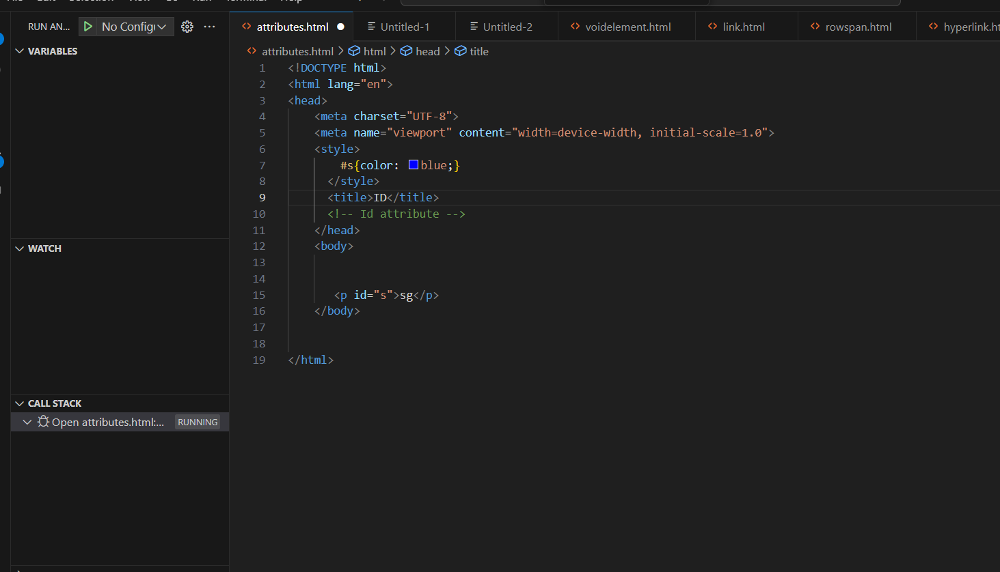 RUN AN... No Config attributes.html Untitled-1 Untitled-2 voidelement.html link.html rowspan.html hyperlink.ht
VARIABLES
WATCH
CALL STACK
Open attributes.html:... RUNNING
attributes.html > html > head > title
1 <!DOCTYPE html>
2 <html lang="en">
3 <head>
4 <meta charset="UTF-8">
5 <meta name="viewport" content="width=device-width, initial-scale=1.0">
6 <style>
7 #s{color: blue;}
8 </style>
9 <title>ID</title>
10 <!-- Id attribute -->
11 </head>
12 <body>
13
14
15 <p id="s">sg</p>
16 </body>
17
18
19 </html>